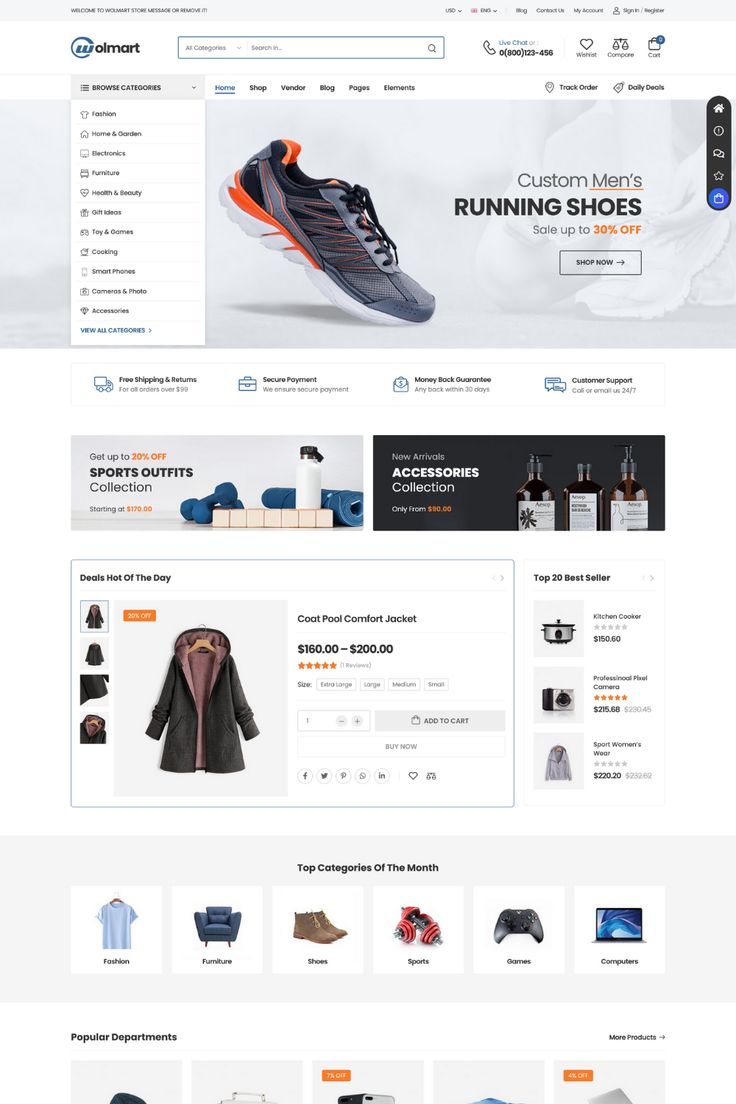 WELCOME TO WOLMART STORE MESSAGE OR REMOVE IT!
USD
ENG
Blog
Contact Us
My Account
Sign In / Register
Wolmart
All Categories
Search in...
Live Chat or :
0(800)123-456
Wishlist
Compare
0
Cart
BROWSE CATEGORIES
Home
Shop
Vendor
Blog
Pages
Elements
Track Order
Daily Deals
Fashion
Home & Garden
Electronics
Furniture
Health & Beauty
Gift Ideas
Toy & Games
Cooking
Smart Phones
Cameras & Photo
Accessories
VIEW ALL CATEGORIES
Custom Men's
RUNNING SHOES
Sale up to 30% OFF
SHOP NOW
Free Shipping & Returns
For all orders over $99
Secure Payment
We ensure secure payment
Money Back Guarantee
Any back within 30 days
Customer Support
Call or email us 24/7
Get up to 20% OFF
SPORTS OUTFITS
Collection
Starting at $170.00
New Arrivals
ACCESSORIES
Collection
Only From $90.00
Aesop
Aesop
Aesop
Deals Hot Of The Day
20% OFF
Coat Pool Comfort Jacket
$160.00 – $200.00
(1 Reviews)
Size:
Extra Large
Large
Medium
Small
1
ADD TO CART
BUY NOW
Top 20 Best Seller
Kitchen Cooker
$150.60
Professinoal Pixel
Camera
$215.68 $230.45
Sport Women's
Wear
$220.20 $232.62
Top Categories Of The Month
Fashion
Furniture
Shoes
Sports
Games
Computers
Popular Departments
More Products
7% OFF
4% OFF